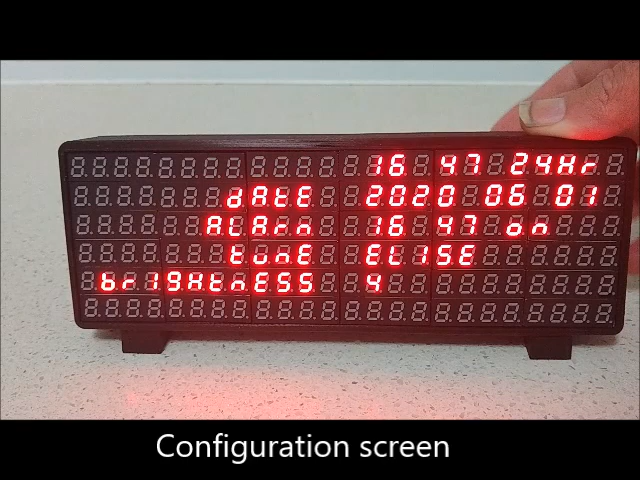 16 47 24Hr
dAtE 2020 06 01
ALArn 16 47 on
tunE ELISE
brigHtnESS 4
Configuration screen